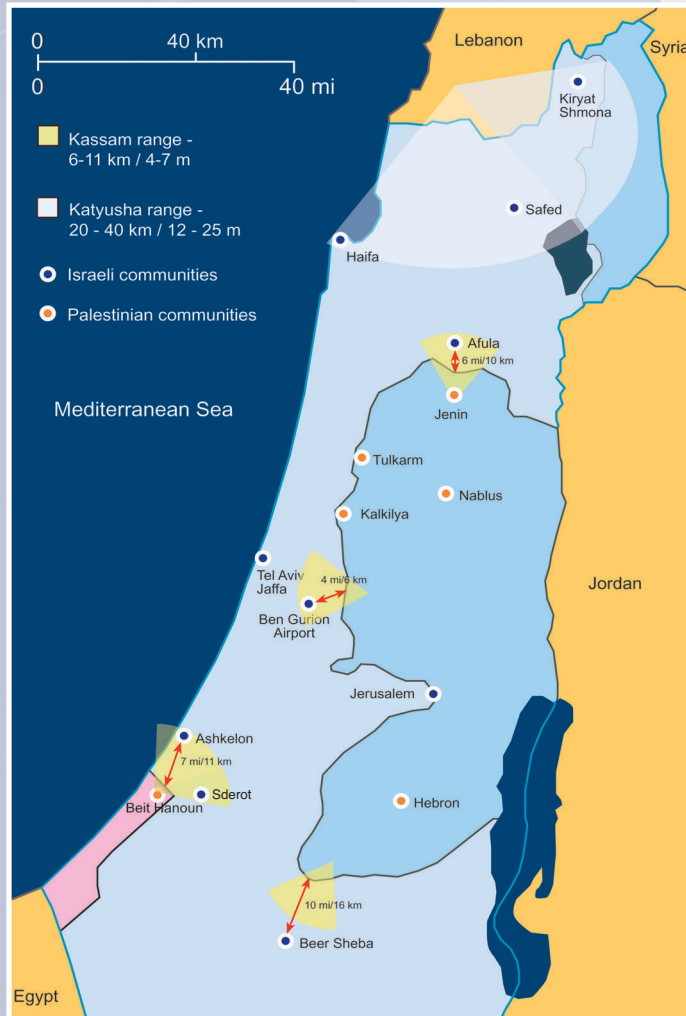 0
40 km
0
40 mi
Lebanon
Syria
Kiryat
Shmona
Kassam range -
6-11 km / 4-7 m
Katyusha range -
20 - 40 km / 12 - 25 m
Safed
Haifa
Israeli communities
Palestinian communities
Afula
6 mi/10 km
Jenin
Mediterranean Sea
Tulkarm
Nablus
Kalkilya
Tel Aviv
Jaffa
4 mi/6 km
Jordan
Ben Gurion
Airport
Jerusalem
Ashkelon
7 mi/11 km
Sderot
Beit Hanoun
Hebron
10 mi/16 km
Beer Sheba
Egypt